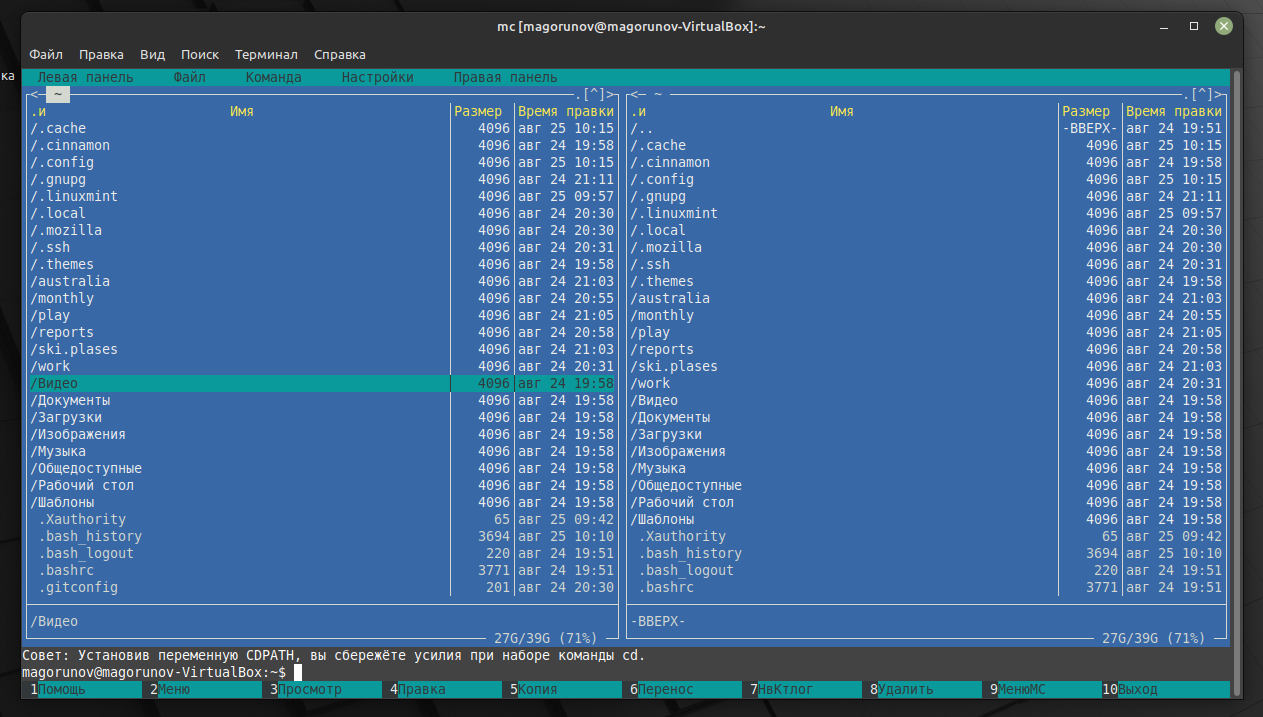 mc [magorunov@magorunov-VirtualBox]:~
Файл Правка Вид Поиск Терминал Справка
ка
Левая панель Файл Команда Настройки Правая панель
<─ ~ .[^]> <─ ~ .[^]>
.и Имя Размер Время правки .и Имя Размер Время правки
/.cache 4096 авг 25 10:15 /.. -ВВЕРХ- авг 24 19:51
/.cinnamon 4096 авг 24 19:58 /.cache 4096 авг 25 10:15
/.config 4096 авг 25 10:15 /.cinnamon 4096 авг 24 19:58
/.gnupg 4096 авг 24 21:11 /.config 4096 авг 25 10:15
/.linuxmint 4096 авг 25 09:57 /.gnupg 4096 авг 24 21:11
/.local 4096 авг 24 20:30 /.linuxmint 4096 авг 25 09:57
/.mozilla 4096 авг 24 20:30 /.local 4096 авг 24 20:30
/.ssh 4096 авг 24 20:31 /.mozilla 4096 авг 24 20:30
/.themes 4096 авг 24 19:58 /.ssh 4096 авг 24 20:31
/australia 4096 авг 24 21:03 /.themes 4096 авг 24 19:58
/monthly 4096 авг 24 20:55 /australia 4096 авг 24 21:03
/play 4096 авг 24 21:05 /monthly 4096 авг 24 20:55
/reports 4096 авг 24 20:58 /play 4096 авг 24 21:05
/ski.plases 4096 авг 24 21:03 /reports 4096 авг 24 20:58
/work 4096 авг 24 20:31 /ski.plases 4096 авг 24 21:03
/Видео 4096 авг 24 19:58 /work 4096 авг 24 20:31
/Документы 4096 авг 24 19:58 /Видео 4096 авг 24 19:58
/Загрузки 4096 авг 24 19:58 /Документы 4096 авг 24 19:58
/Изображения 4096 авг 24 19:58 /Загрузки 4096 авг 24 19:58
/Музыка 4096 авг 24 19:58 /Изображения 4096 авг 24 19:58
/Общедоступные 4096 авг 24 19:58 /Музыка 4096 авг 24 19:58
/Рабочий стол 4096 авг 24 19:58 /Общедоступные 4096 авг 24 19:58
/Шаблоны 4096 авг 24 19:58 /Рабочий стол 4096 авг 24 19:58
.Xauthority 65 авг 25 09:42 /Шаблоны 4096 авг 24 19:58
.bash_history 3694 авг 25 10:10 .Xauthority 65 авг 25 09:42
.bash_logout 220 авг 24 19:51 .bash_history 3694 авг 25 10:10
.bashrc 3771 авг 24 19:51 .bash_logout 220 авг 24 19:51
.gitconfig 201 авг 24 20:30 .bashrc 3771 авг 24 19:51
/Видео -ВВЕРХ-
27G/39G (71%) 27G/39G (71%)
Совет: Установив переменную CDPATH, вы сбережёте усилия при наборе команды cd.
magorunov@magorunov-VirtualBox:~$
1Помощь 2Меню 3Просмотр 4Правка 5Копия 6Перенос 7НвКтлог 8Удалить 9МенюMC 10Выход